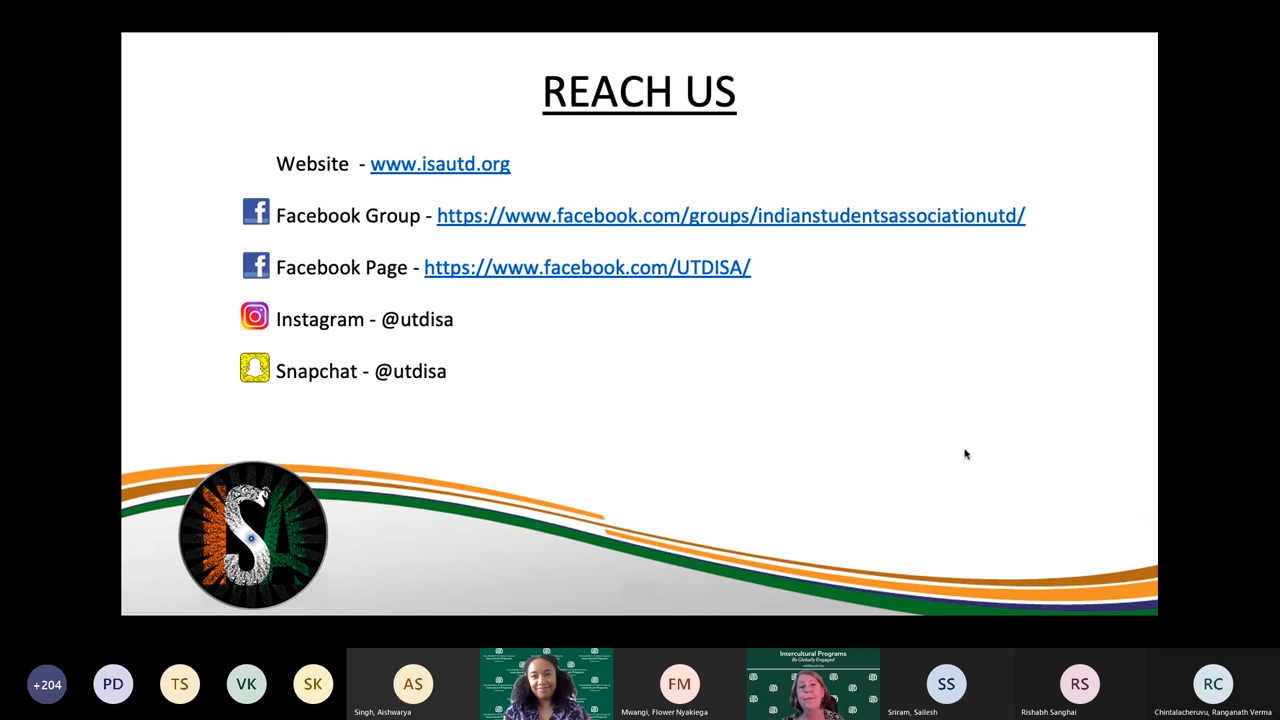 REACH US
Website - www.isautd.org
Facebook Group - https://www.facebook.com/groups/indianstudentsassociationutd/
Facebook Page - https://www.facebook.com/UTDISA/
Instagram - @utdisa
Snapchat - @utdisa
ISA
+204
PD
TS
VK
SK
AS
Singh, Aishwarya
FM
Mwangi, Flower Nyakiega
Intercultural Programs
Be Globally Engaged
SS
Sriram, Sailesh
RS
Rishabh Sanghai
RC
Chintalacheruvu, Ranganath Verma